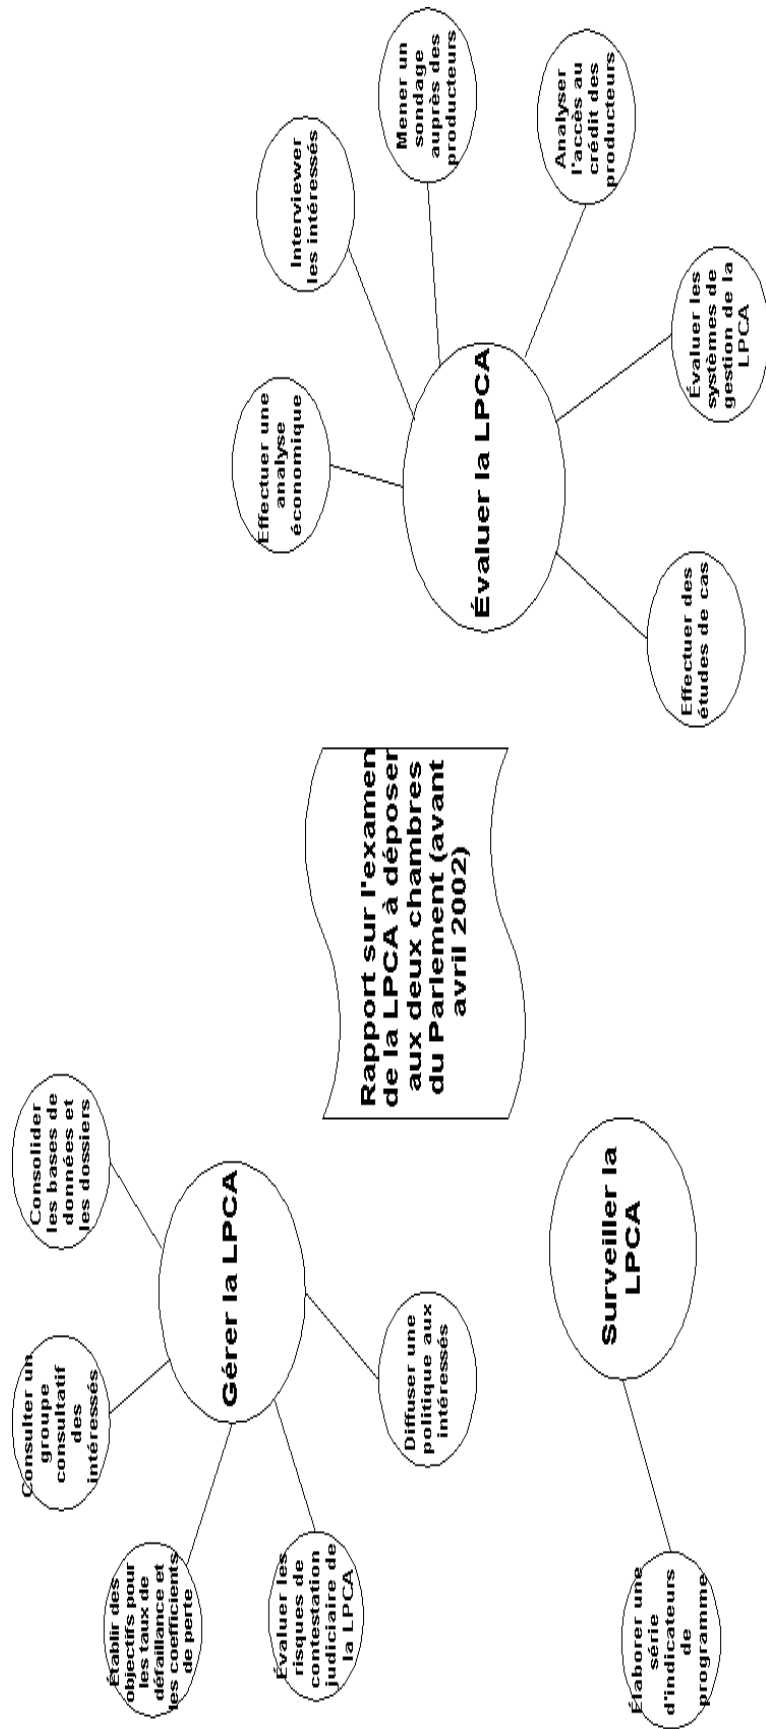 Consolider
les bases de
données et
les dossiers
Consulter un
groupe
consultatif
des
intéressés
Établir des
objectifs pour
les taux de
défaillance et
les coefficients
de perte
Évaluer les
risques de
contestation
judiciaire de
la LPCA
Gérer la LPCA
Diffuser une
politique aux
intéressés
Élaborer une
série
d'indicateurs
de
programme
Surveiller la
LPCA
Rapport sur l'examen
de la LPCA à déposer
aux deux chambres
du Parlement (avant
avril 2002)
Effectuer une
analyse
économique
Interviewer
les intéressés
Mener un
sondage
auprès des
producteurs
Analyser
l'accès au
crédit des
producteurs
Évaluer la LPCA
Évaluer les
systèmes de
gestion de la
LPCA
Effectuer des
études de cas